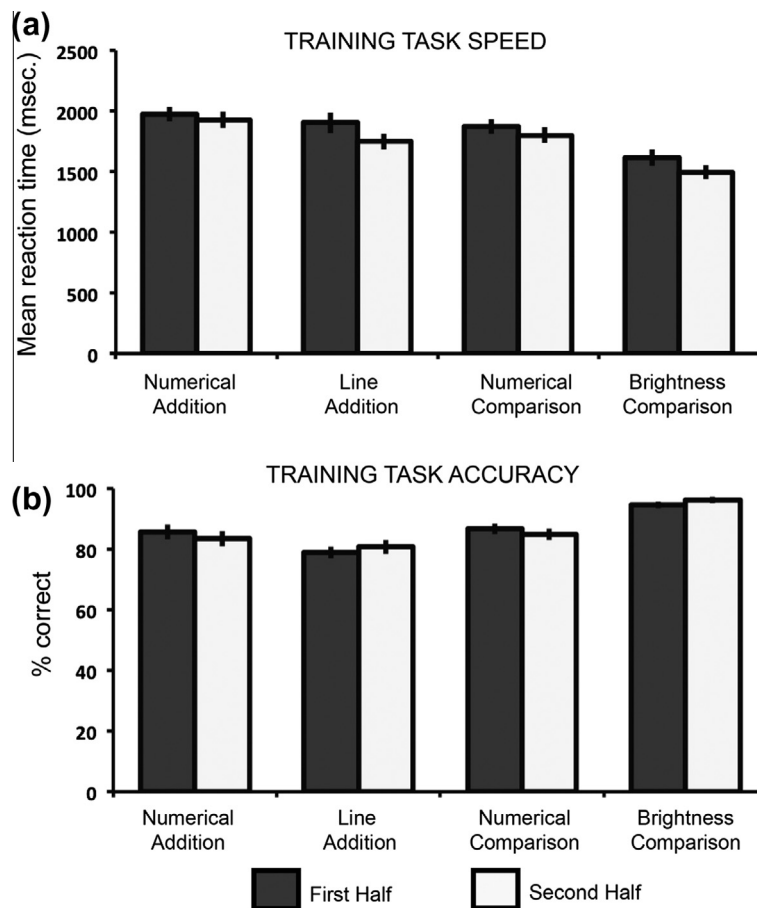 (a)
TRAINING TASK SPEED
Mean reaction time (msec.)
2500
2000
1500
1000
500
0
Numerical Addition
Line Addition
Numerical Comparison
Brightness Comparison
(b)
TRAINING TASK ACCURACY
% correct
100
80
60
40
20
0
Numerical Addition
Line Addition
Numerical Comparison
Brightness Comparison
First Half
Second Half